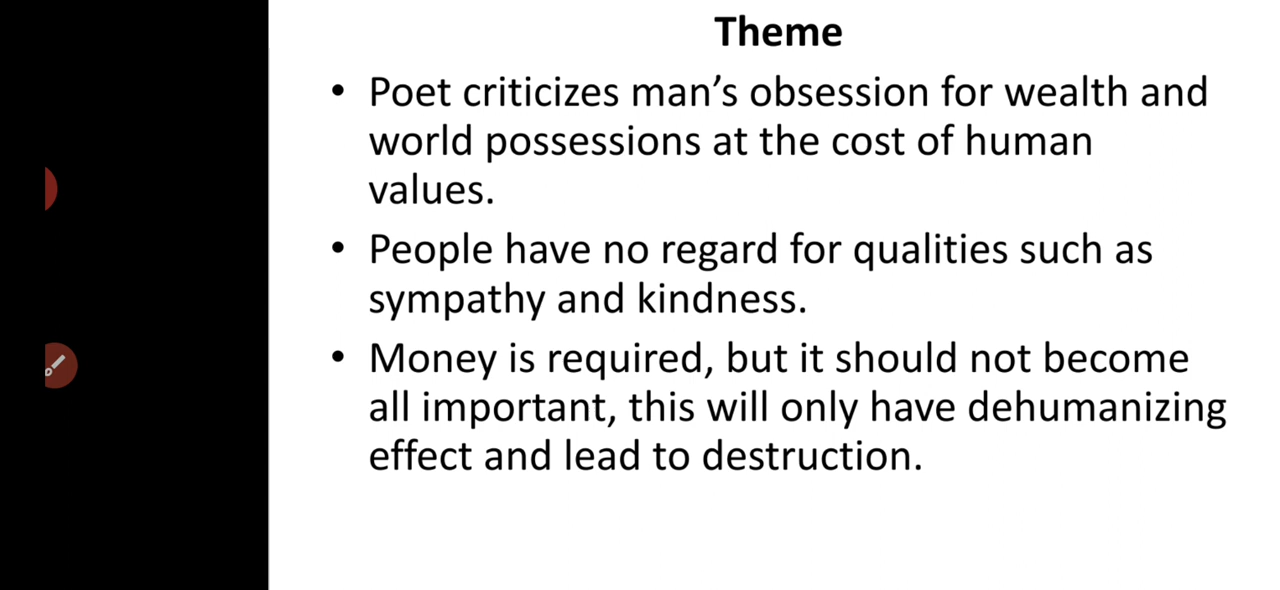 Theme
• Poet criticizes man's obsession for wealth and
world possessions at the cost of human
values.
• People have no regard for qualities such as
sympathy and kindness.
• Money is required, but it should not become
all important, this will only have dehumanizing
effect and lead to destruction.